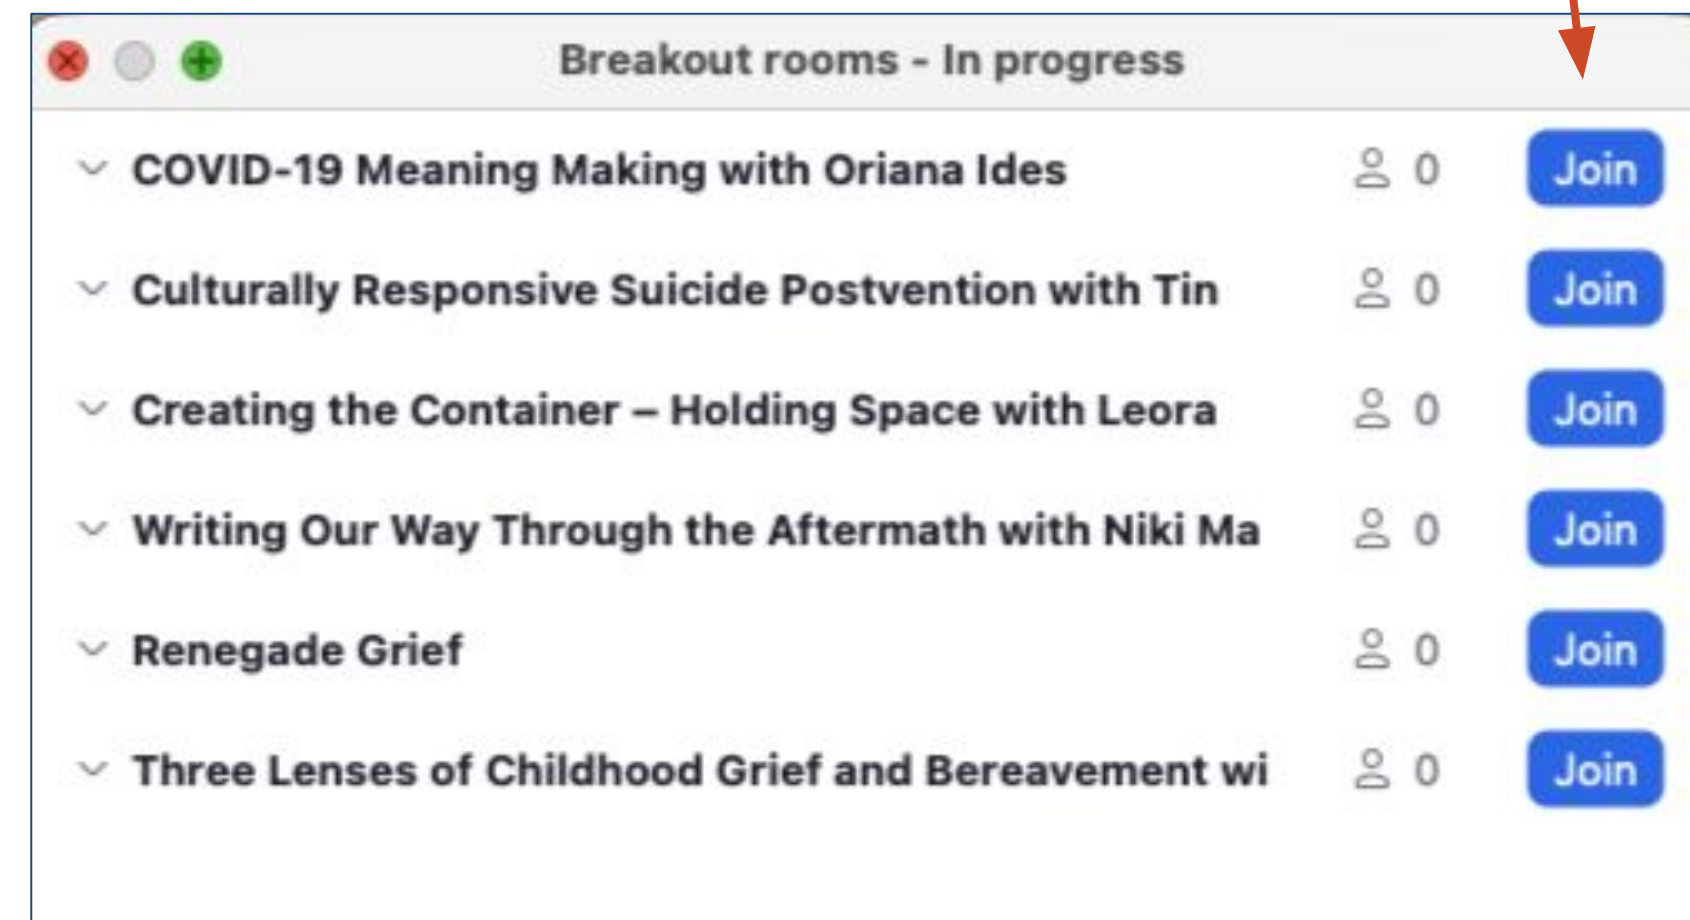 Breakout rooms - In progress
COVID-19 Meaning Making with Oriana Ides 0 Join
Culturally Responsive Suicide Postvention with Tin 0 Join
Creating the Container – Holding Space with Leora 0 Join
Writing Our Way Through the Aftermath with Niki Ma 0 Join
Renegade Grief 0 Join
Three Lenses of Childhood Grief and Bereavement wi 0 Join